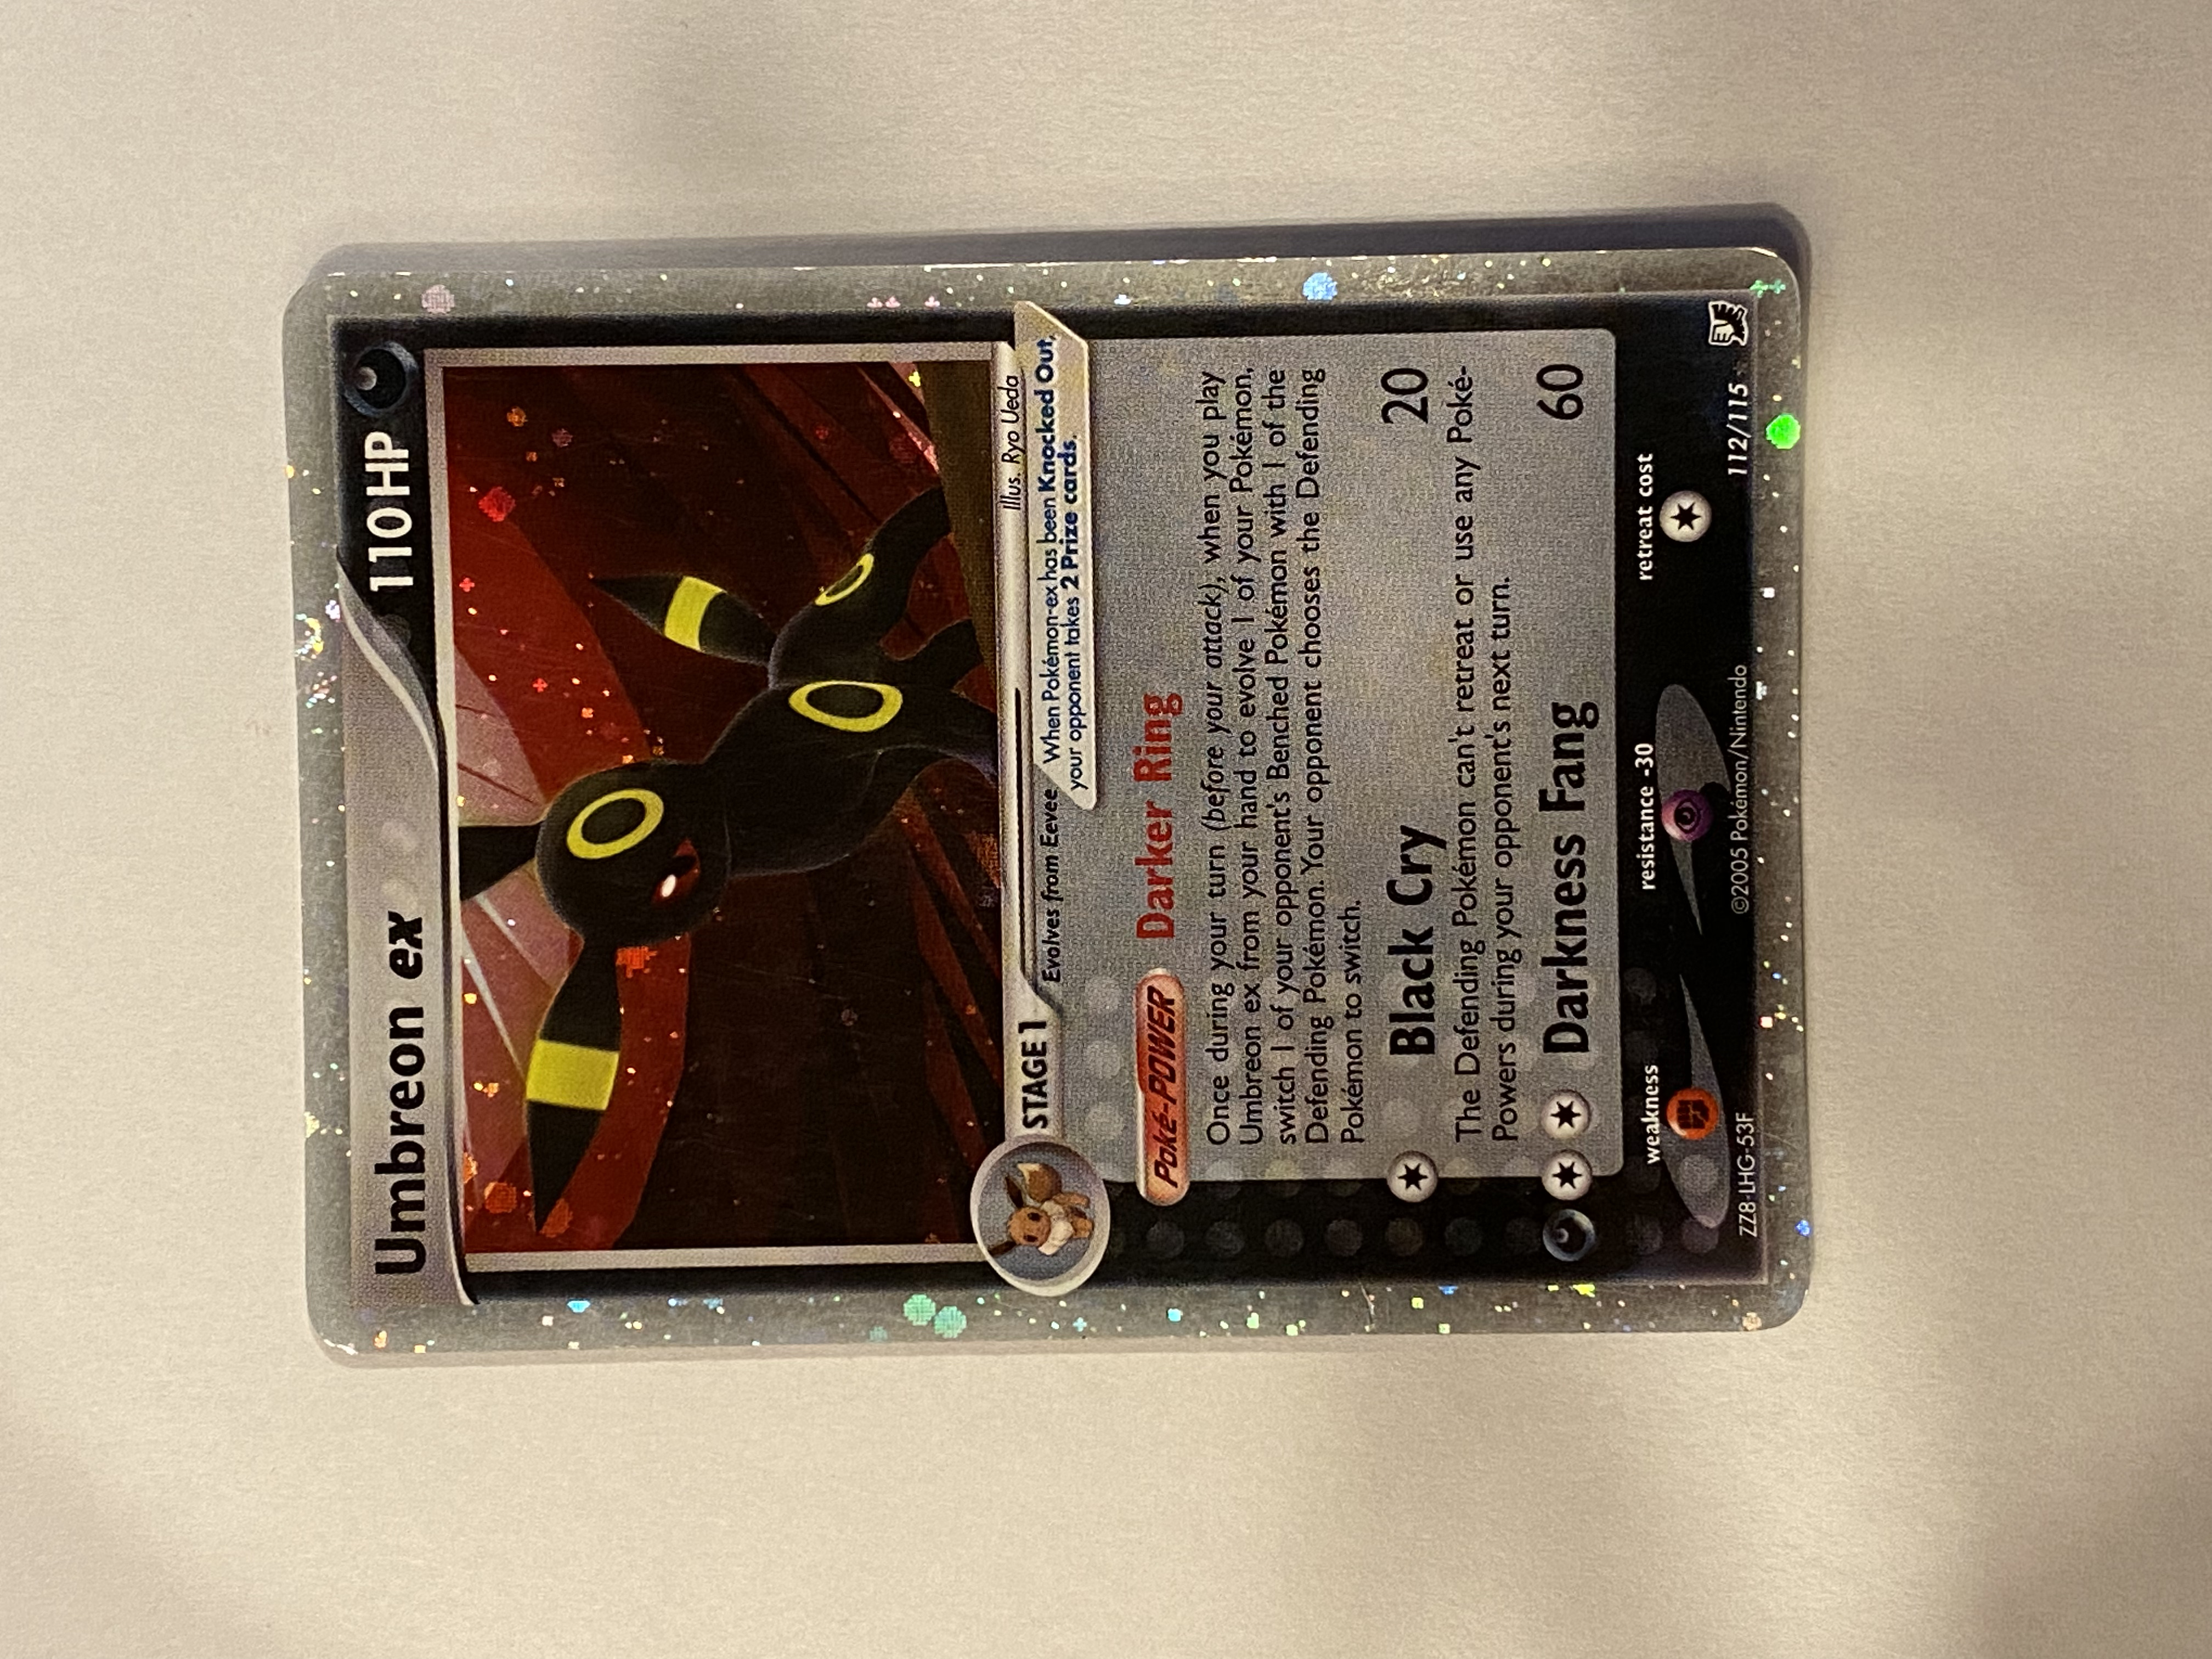 Umbreon ex
110 HP
Illus. Ryo Ueda
STAGE 1
Evolves from Eevee
When Pokémon-ex has been Knocked Out,
your opponent takes 2 Prize cards.
Poké-POWER Darker Ring
Once during your turn (before your attack), when you play
Umbreon ex from your hand to evolve 1 of your Pokémon,
switch 1 of your opponent's Benched Pokémon with 1 of the
Defending Pokémon. Your opponent chooses the Defending
Pokémon to switch.
Black Cry 20
The Defending Pokémon can't retreat or use any Poké-
Powers during your opponent's next turn.
Darkness Fang 60
weakness
resistance -30
retreat cost
ZZ8-LHG-53F
©2005 Pokémon/Nintendo
112/115